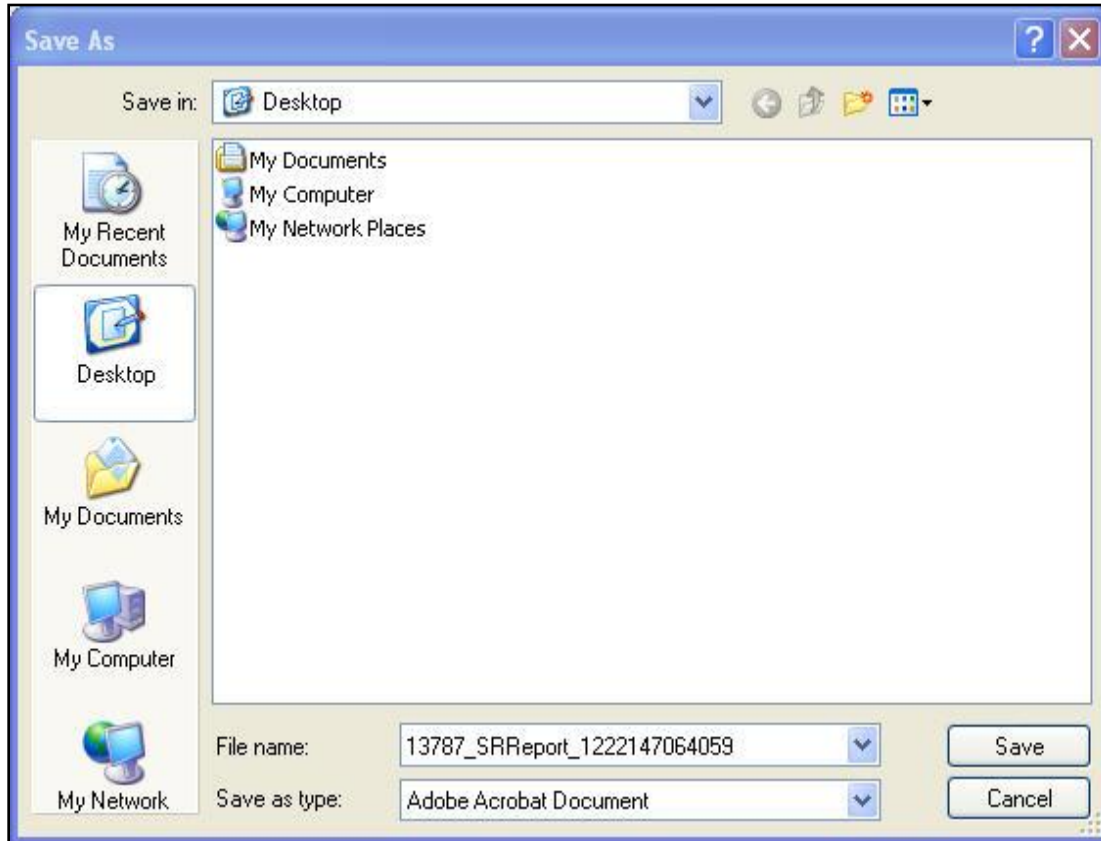 Save As
Save in:
Desktop
My Documents
My Computer
My Network Places
My Recent
Documents
Desktop
My Documents
My Computer
My Network
File name:
13787_SRReport_1222147064059
Save
Save as type:
Adobe Acrobat Document
Cancel